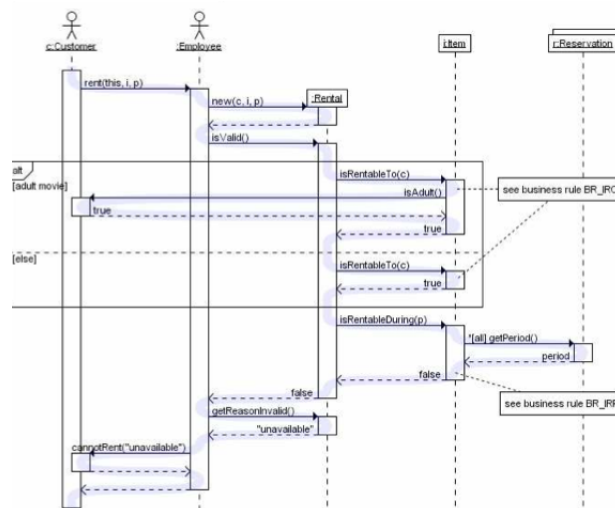 c:Customer
:Employee
i:Item
r:Reservation
rent(this, i, p)
new(c, i, p)
:Rental
isValid()
alt
[adult movie]
isRentableTo(c)
isAdult()
see business rule BR_IRC
true
true
[else]
isRentableTo(c)
true
isRentableDuring(p)
*[all] getPeriod()
period
false
false
see business rule BR_IRP
getReasonInvalid()
"unavailable"
cannotRent("unavailable")